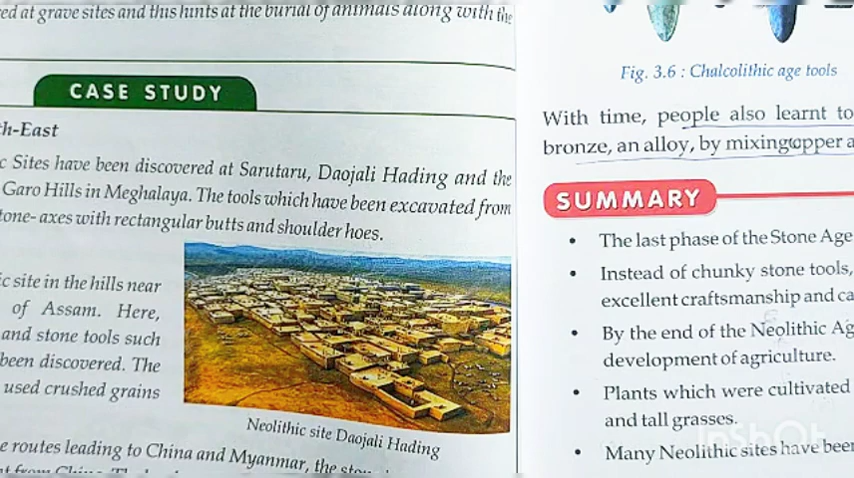 ed at grave sites and this hints at the burial of animals along with the
CASE STUDY
th-East
c Sites have been discovered at Sarutaru, Daojali Hading and the
Garo Hills in Meghalaya. The tools which have been excavated from
tone- axes with rectangular butts and shoulder hoes.
ic site in the hills near
of Assam. Here,
and stone tools such
been discovered. The
used crushed grains
Neolithic site Daojali Hading
e routes leading to China and Myanmar, the
Fig. 3.6 : Chalcolithic age tools
With time, people also learnt to
bronze, an alloy, by mixing opper a
SUMMARY
• The last phase of the Stone Age
• Instead of chunky stone tools,
excellent craftsmanship and ca
• By the end of the Neolithic Ag
development of agriculture.
• Plants which were cultivated
and tall grasses.
• Many Neolithic sites have been
InShOt